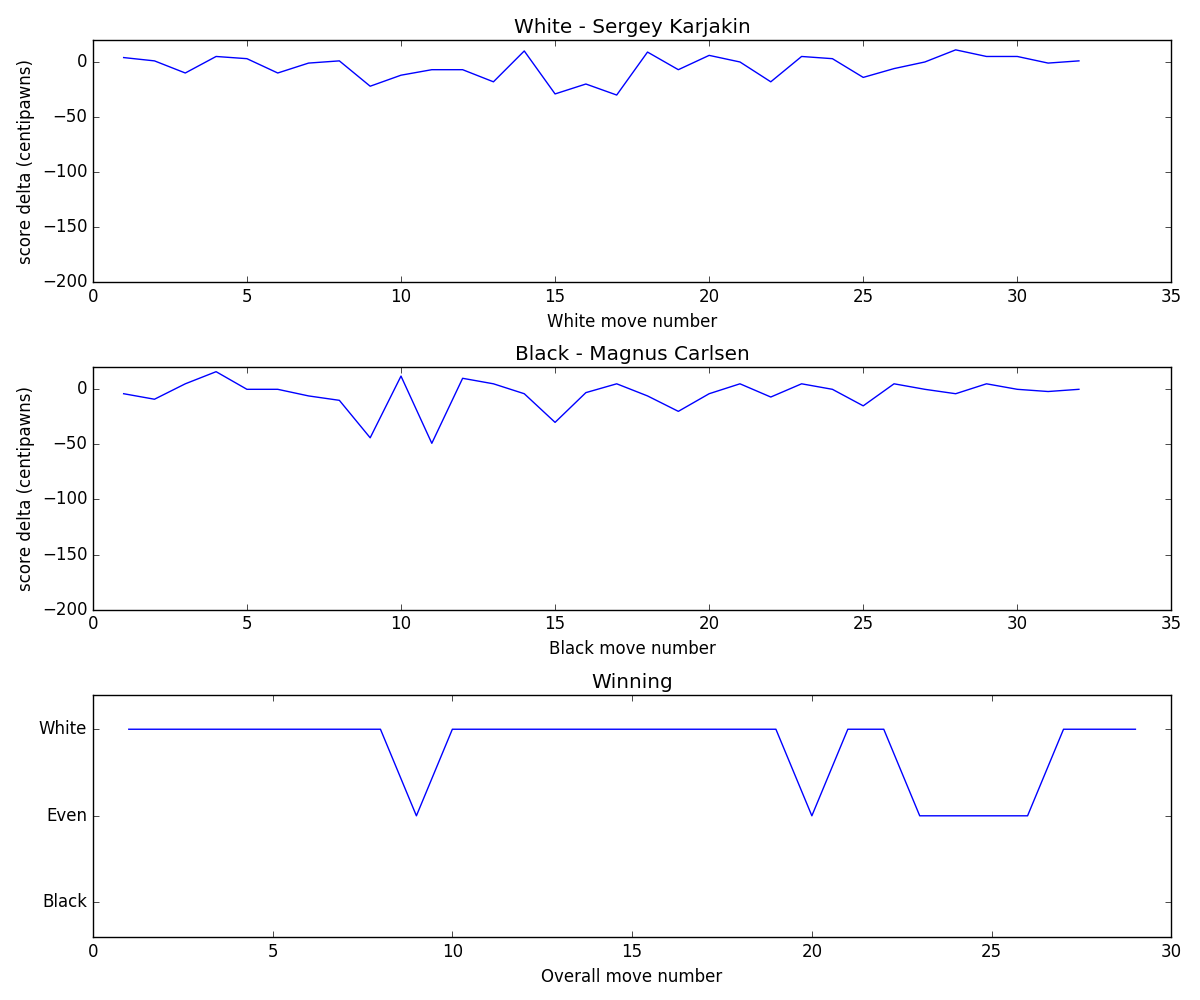 White - Sergey Karjakin
score delta (centipawns)
0
−50
−100
−150
−200
0 5 10 15 20 25 30 35
White move number
Black - Magnus Carlsen
score delta (centipawns)
0
−50
−100
−150
−200
0 5 10 15 20 25 30 35
Black move number
Winning
White
Even
Black
0 5 10 15 20 25 30
Overall move number